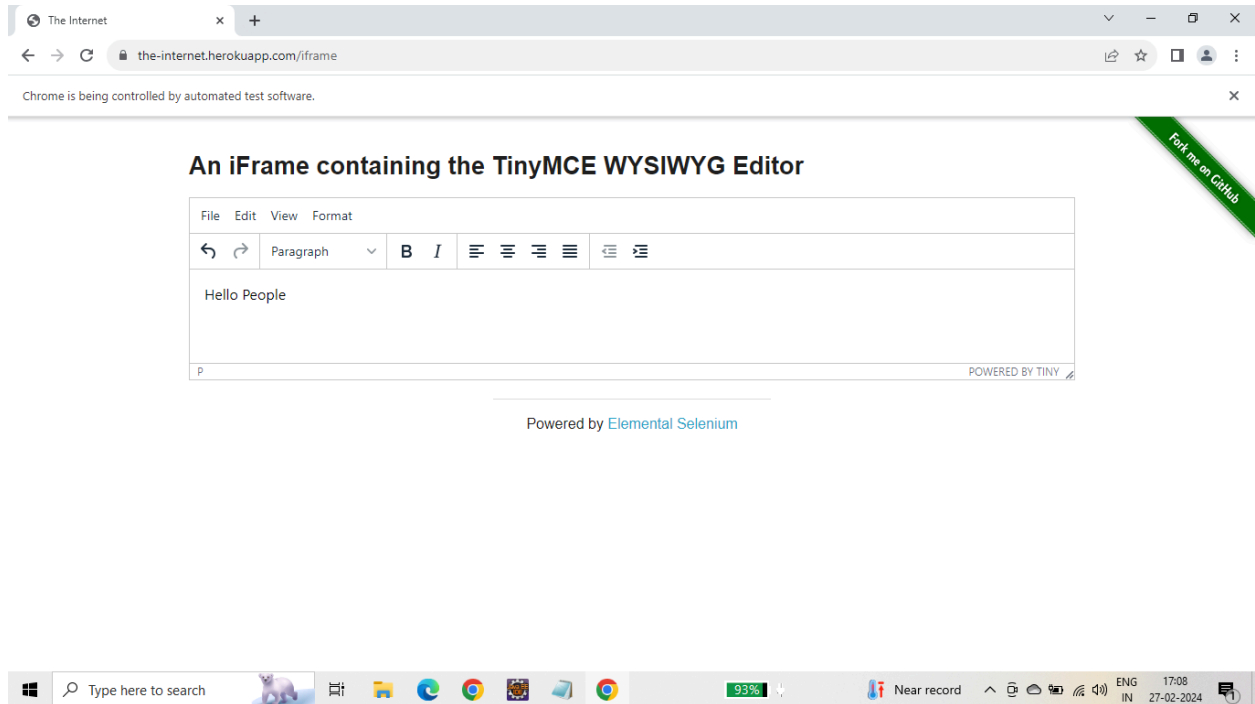 The Internet
the-internet.herokuapp.com/iframe
Chrome is being controlled by automated test software.
Fork me on GitHub
An iFrame containing the TinyMCE WYSIWYG Editor
File Edit View Format
Paragraph B I
Hello People
P POWERED BY TINY
Powered by Elemental Selenium
Type here to search 93% Near record ENG 17:08
IN 27-02-2024 1